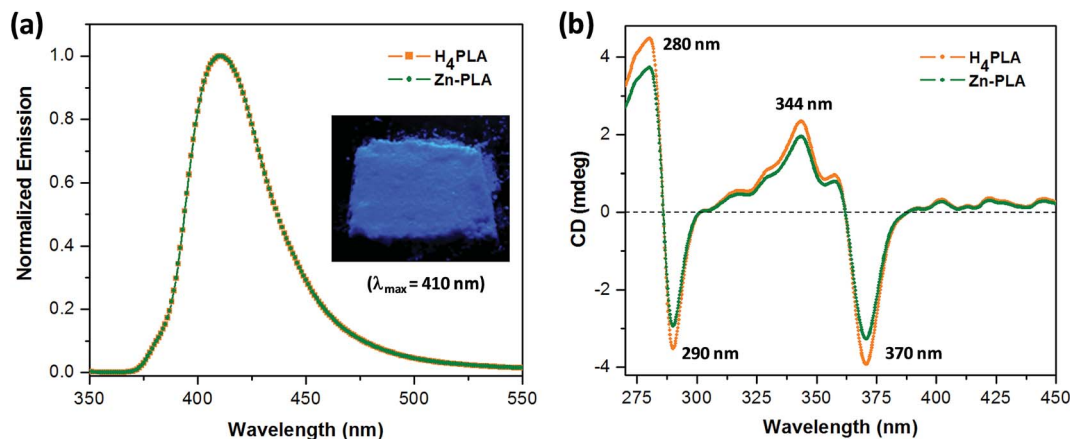 (a)
Normalized Emission
1.0
0.8
0.6
0.4
0.2
0.0
350
400
450
500
550
Wavelength (nm)
H₄PLA
Zn-PLA
(λmax = 410 nm)
(b)
CD (mdeg)
4
2
0
-2
-4
275
300
325
350
375
400
425
450
Wavelength (nm)
280 nm
344 nm
290 nm
370 nm
H₄PLA
Zn-PLA